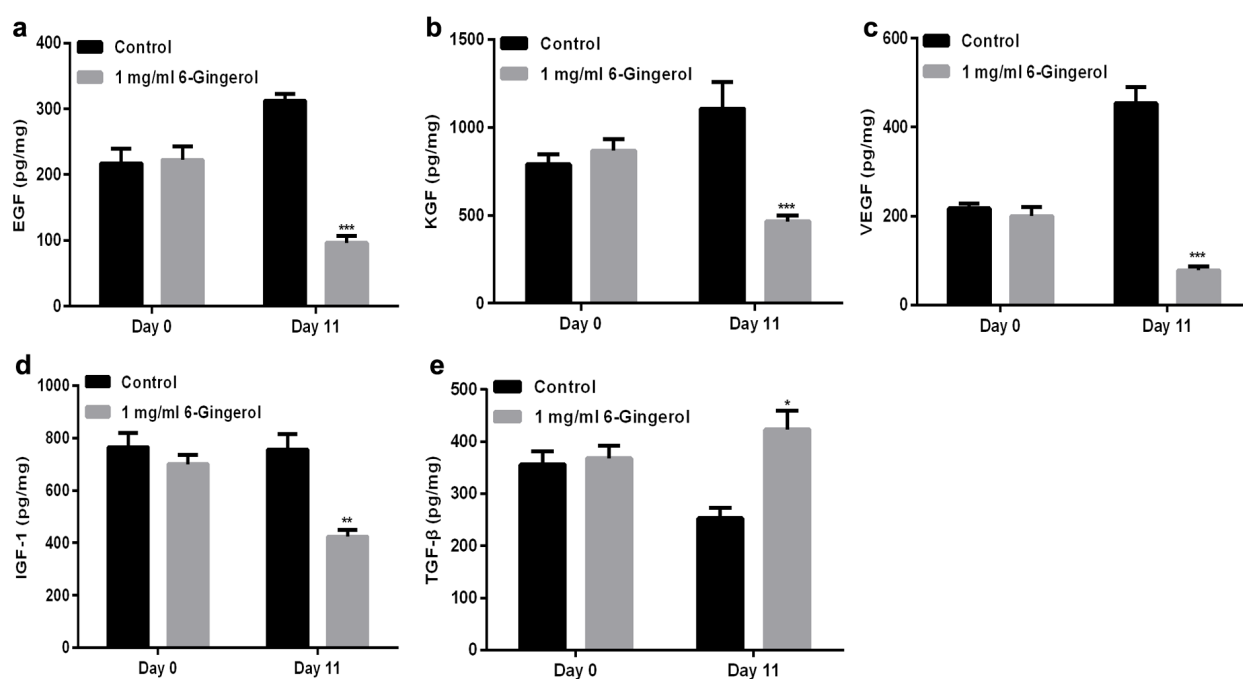 a
Control
1 mg/ml 6-Gingerol
EGF (pg/mg)
400
300
200
100
0
***
Day 0
Day 11
b
Control
1 mg/ml 6-Gingerol
KGF (pg/mg)
1500
1000
500
0
***
Day 0
Day 11
c
Control
1 mg/ml 6-Gingerol
VEGF (pg/mg)
600
400
200
0
***
Day 0
Day 11
d
Control
1 mg/ml 6-Gingerol
IGF-1 (pg/mg)
1000
800
600
400
200
0
**
Day 0
Day 11
e
Control
1 mg/ml 6-Gingerol
TGF-β (pg/mg)
500
400
300
200
100
0
*
Day 0
Day 11